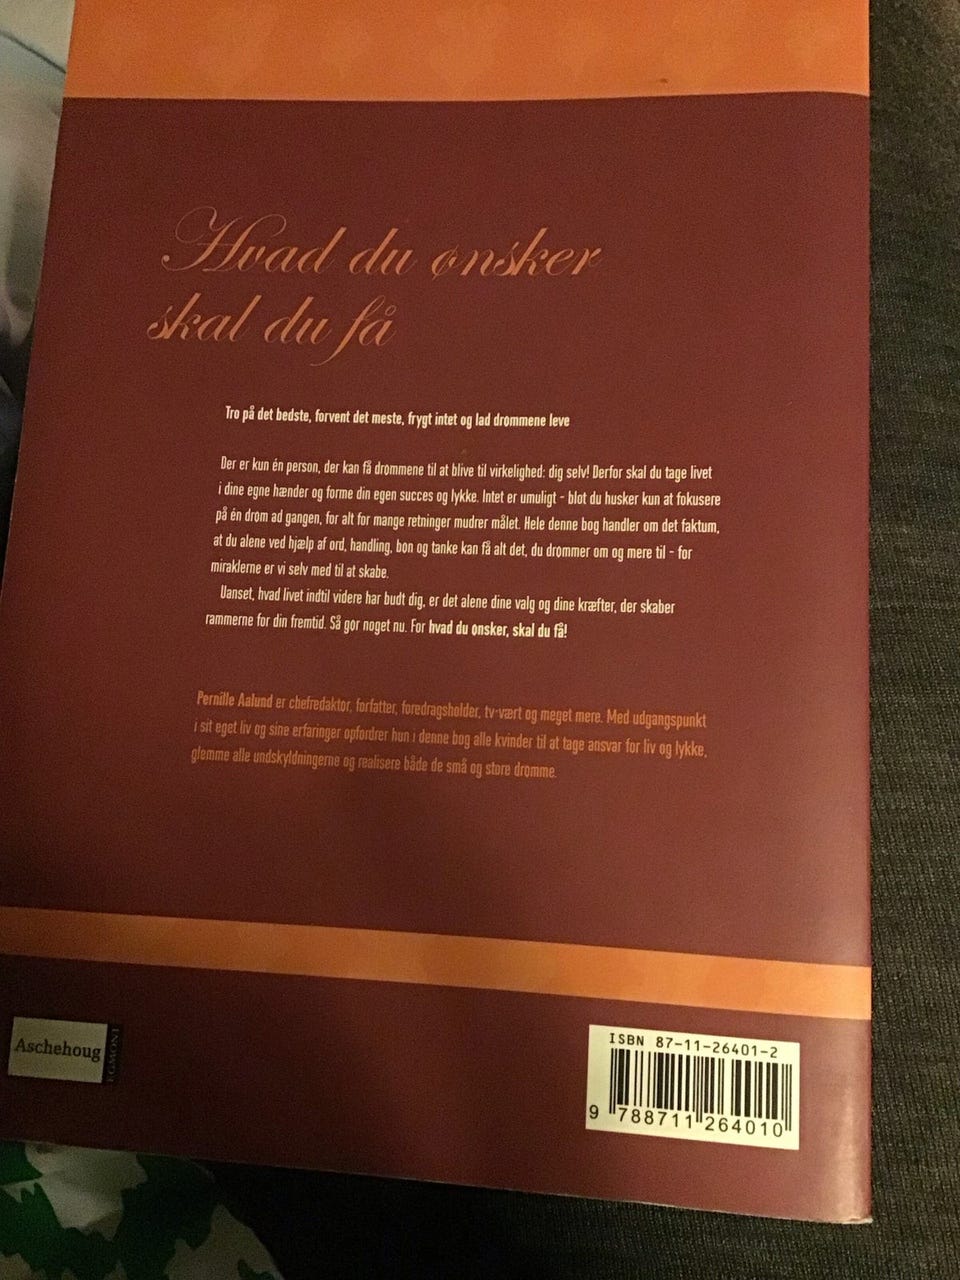 Hvad du ønsker
skal du få
Tro på det bedste, forvent det meste, frygt intet og lad drømmene leve
Der er kun én person, der kan få drømmene til at blive til virkelighed: dig selv! Derfor skal du tage livet
i dine egne hænder og forme din egen succes og lykke. Intet er umuligt - blot du husker kun at fokusere
på én drøm ad gangen, for alt for mange retninger mudrer målet. Hele denne bog handler om det faktum,
at du alene ved hjælp af ord, handling, bøn og tanke kan få alt det, du drømmer om og mere til - for
miraklerne er vi selv med til at skabe.
Uanset, hvad livet indtil videre har budt dig, er det alene dine valg og dine kræfter, der skaber
rammerne for din fremtid. Så gør noget nu. For hvad du ønsker, skal du få!
Pernille Aalund er chefredaktør, forfatter, foredragsholder, tv-vært og meget mere. Med udgangspunkt
i sit eget liv og sine erfaringer opfordrer hun i denne bog alle kvinder til at tage ansvar for liv og lykke,
glemme alle undskyldningerne og realisere både de små og store drømme.
Aschehoug
EGMONT
ISBN 87-11-26401-2
9 788711 264010